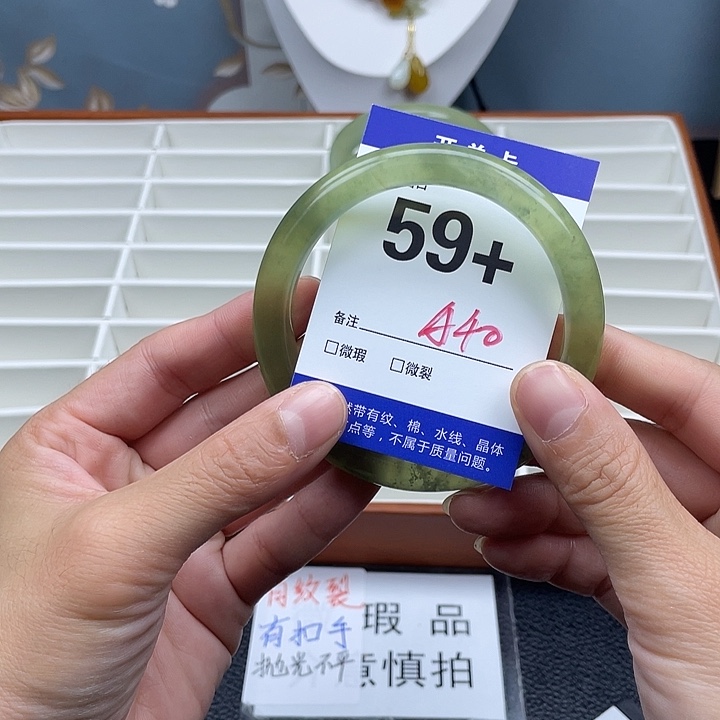 59+
备注 A40
□微瑕 □微裂
然带有纹、棉、水线、晶体
点等，不属于质量问题。
有纹裂
有扣手
抛光不平
瑕 品
意慎拍